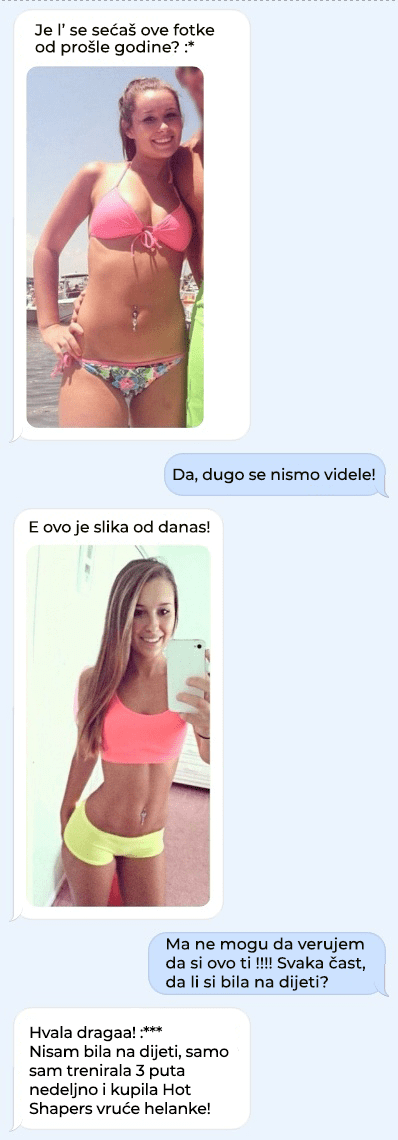 Je l’ se sećaš ove fotke
od prošle godine? :*
Da, dugo se nismo videle!
E ovo je slika od danas!
Ma ne mogu da verujem
da si ovo ti !!!! Svaka čast,
da li si bila na dijeti?
Hvala dragaa! :***
Nisam bila na dijeti, samo
sam trenirala 3 puta
nedeljno i kupila Hot
Shapers vruće helanke!